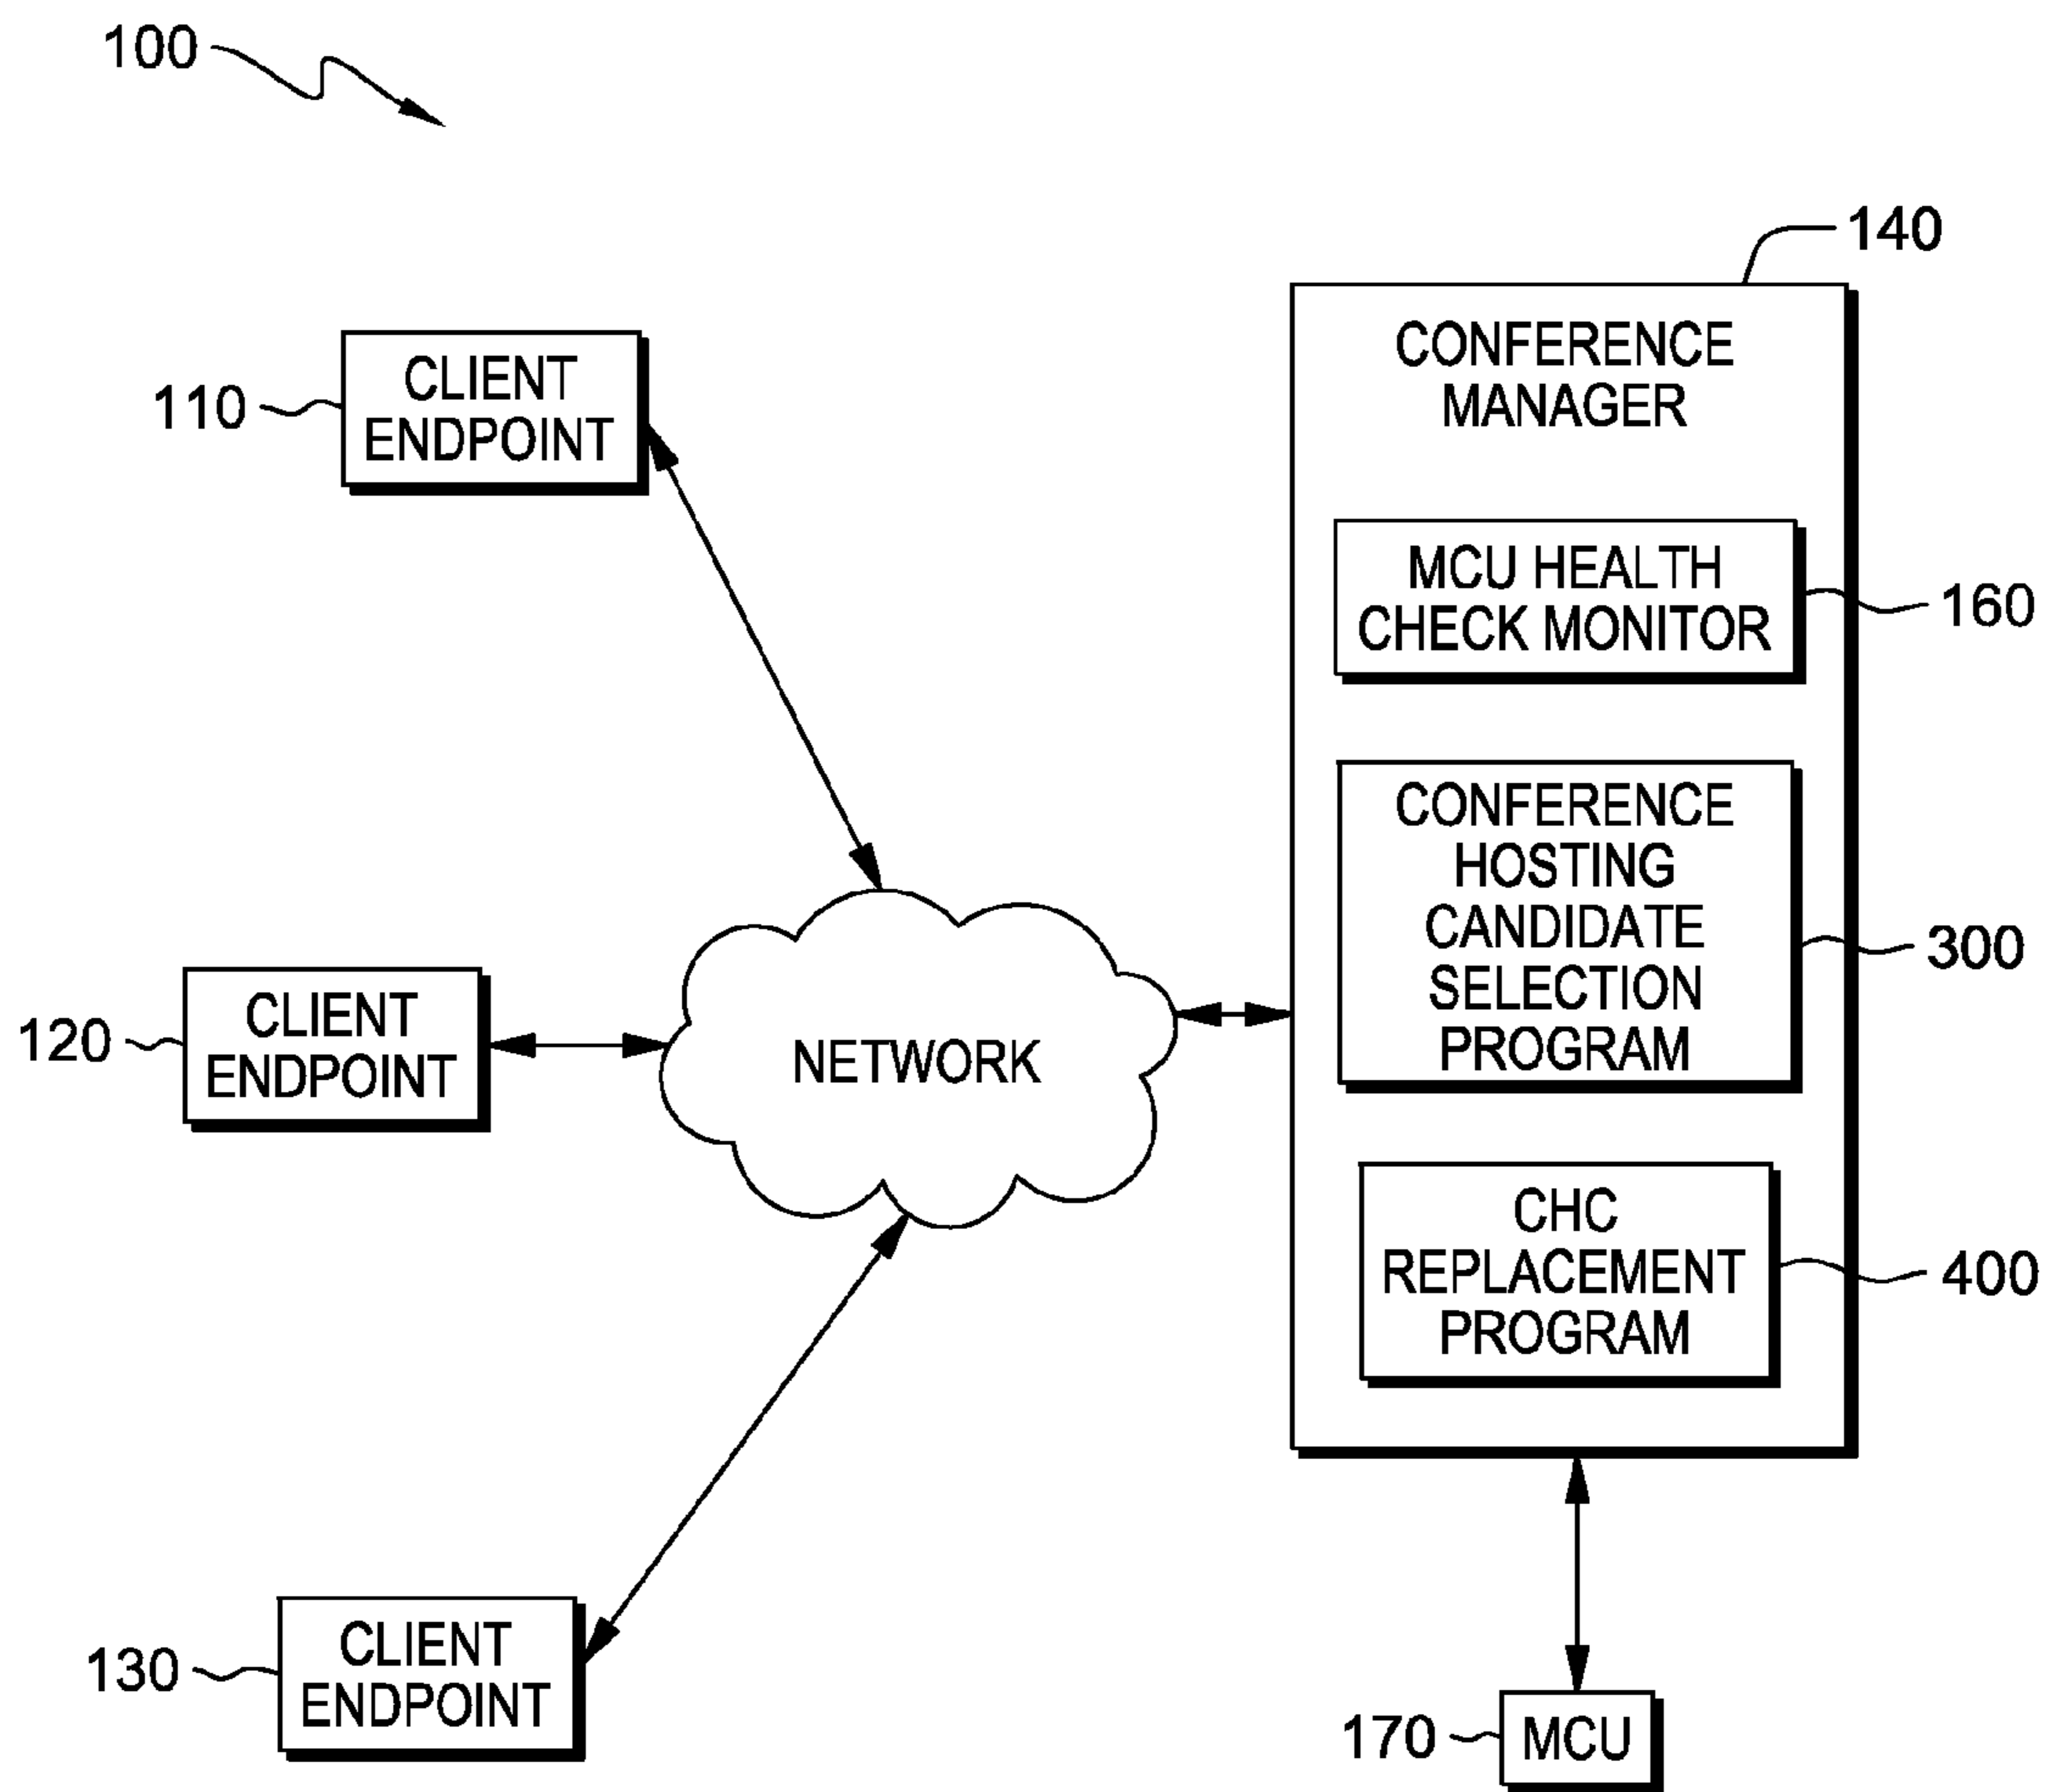 100
140
CONFERENCE
MANAGER
110
CLIENT
ENDPOINT
MCU HEALTH
CHECK MONITOR
160
CONFERENCE
HOSTING
CANDIDATE
SELECTION
PROGRAM
300
120
CLIENT
ENDPOINT
NETWORK
CHC
REPLACEMENT
PROGRAM
400
130
CLIENT
ENDPOINT
170
MCU